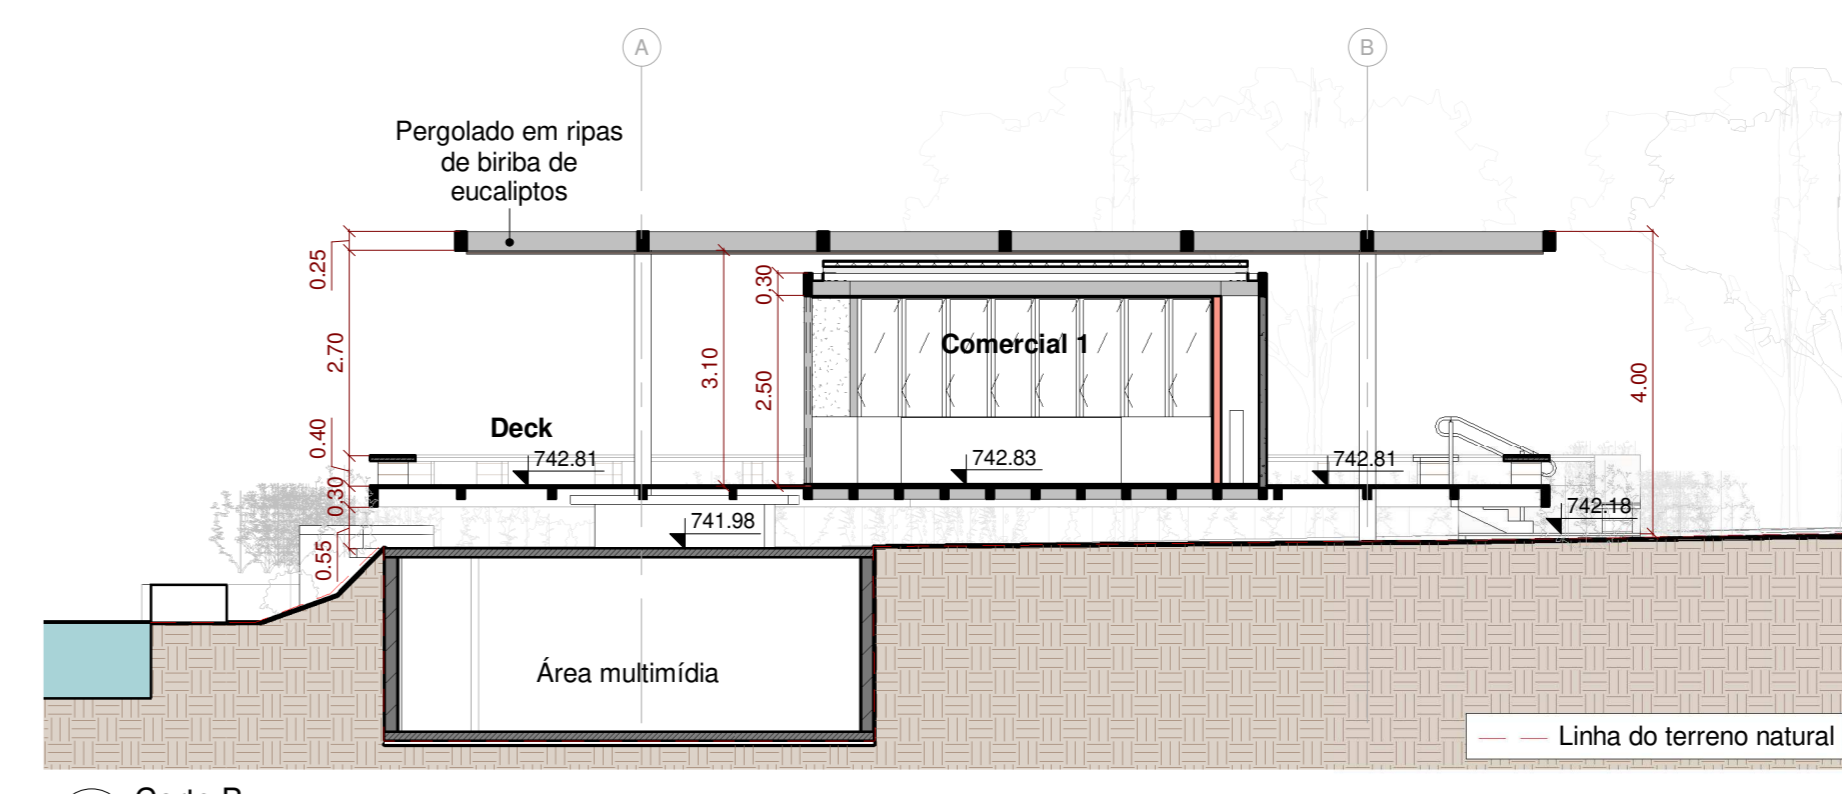 A
B
Pergolado em ripas
de biriba de
eucaliptos
0.25
2.70
0.40
0.30
0.55
3.10
0,30
2.50
4.00
Comercial 1
Deck
742.81
742.83
742.81
742.18
741.98
Área multimídia
Linha do terreno natural